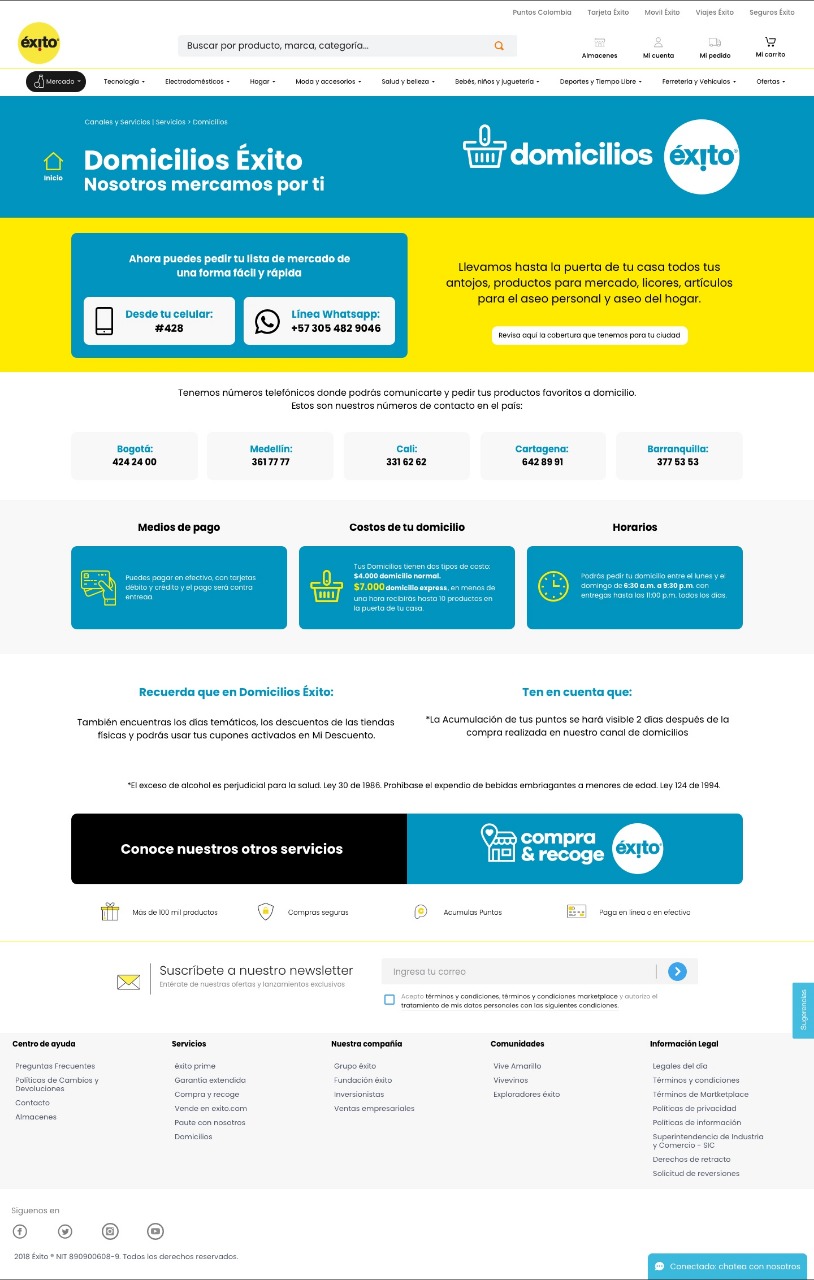 Puntos Colombia Tarjeta Éxito Movil Éxito Viajes Éxito Seguros Éxito
éxito®
Buscar por producto, marca, categoría...
Almacenes Mi cuenta Mi pedido Mi carrito
Mercado Tecnología Electrodomésticos Hogar Moda y accesorios Salud y belleza Bebés, niños y juguetería Deportes y Tiempo Libre Ferretería y Vehículos Ofertas
Canales y Servicios | Servicios > Domicilios
Inicio
Domicilios Éxito
Nosotros mercamos por ti
domicilios éxito®
Ahora puedes pedir tu lista de mercado de
una forma fácil y rápida
Desde tu celular:
#428
Línea Whatsapp:
+57 305 482 9046
Llevamos hasta la puerta de tu casa todos tus
antojos, productos para mercado, licores, artículos
para el aseo personal y aseo del hogar.
Revisa aquí la cobertura que tenemos para tu ciudad
Tenemos números telefónicos donde podrás comunicarte y pedir tus productos favoritos a domicilio.
Estos son nuestros números de contacto en el país:
Bogotá:
424 24 00
Medellín:
361 77 77
Cali:
331 62 62
Cartagena:
642 89 91
Barranquilla:
377 53 53
Medios de pago
Puedes pagar en efectivo, con tarjetas
débito y crédito y el pago será contra
entrega.
Costos de tu domicilio
Tus Domicilios tienen dos tipos de costo:
$4.000 domicilio normal.
$7.000 domicilio express, en menos de
una hora recibirás hasta 10 productos en
la puerta de tu casa.
Horarios
Podrás pedir tu domicilio entre el lunes y el
domingo de 6:30 a.m. a 9:30 p.m. con
entregas hasta las 11:00 p.m. todos los días.
Recuerda que en Domicilios Éxito:
También encuentras los días temáticos, los descuentos de las tiendas
físicas y podrás usar tus cupones activados en Mi Descuento.
Ten en cuenta que:
*La Acumulación de tus puntos se hará visible 2 días después de la
compra realizada en nuestro canal de domicilios
*El exceso de alcohol es perjudicial para la salud. Ley 30 de 1986. Prohíbase el expendio de bebidas embriagantes a menores de edad. Ley 124 de 1994.
Conoce nuestros otros servicios
compra
& recoge
éxito®
Más de 100 mil productos Compras seguras Acumulas Puntos Paga en línea o en efectivo
Suscríbete a nuestro newsletter
Entérate de nuestras ofertas y lanzamientos exclusivos
Ingresa tu correo
Acepto términos y condiciones, términos y condiciones marketplace y autorizo el
tratamiento de mis datos personales con las siguientes condiciones.
Sugerencias
Centro de ayuda
Preguntas Frecuentes
Políticas de Cambios y
Devoluciones
Contacto
Almacenes
Servicios
éxito prime
Garantía extendida
Compra y recoge
Vende en exito.com
Paute con nosotros
Domicilios
Nuestra compañía
Grupo éxito
Fundación éxito
Inversionistas
Ventas empresariales
Comunidades
Vive Amarillo
Vivevinos
Exploradores éxito
Información Legal
Legales del día
Términos y condiciones
Términos de Martketplace
Políticas de privacidad
Políticas de información
Superintendencia de Industria
y Comercio - SIC
Derechos de retracto
Solicitud de reversiones
Síguenos en
2018 Éxito ® NIT 890900608-9. Todos los derechos reservados.
Conectado: chatea con nosotros